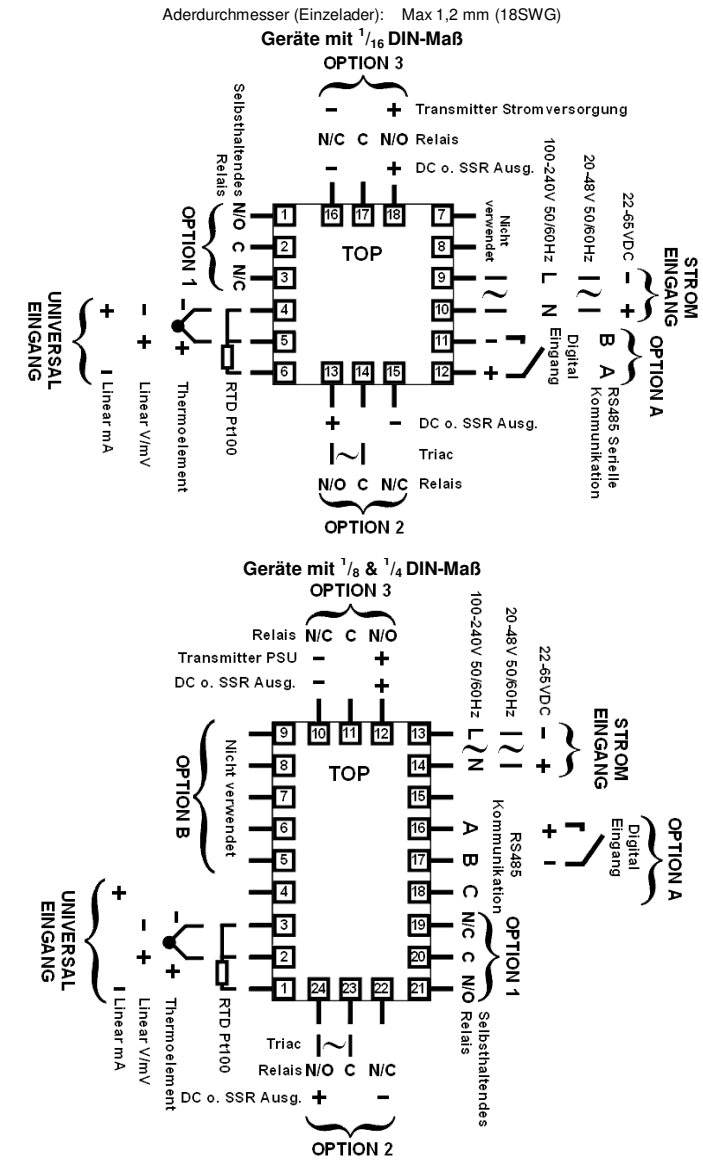 Aderdurchmesser (Einzelader): Max 1,2 mm (18SWG)
Geräte mit 1/16 DIN-Maß
OPTION 3
– + Transmitter Stromversorgung
N/C C N/O Relais
– + DC o. SSR Ausg.
16 17 18
TOP
Selbsthaltendes
Relais
OPTION 1
N/O 1
C 2
N/C 3
4
5
6
UNIVERSAL
EINGANG
+ – Linear mA
– + Linear V/mV
– + Thermoelement
RTD Pt100
7
8
9
10
11 –
12 +
Nicht
verwendet
100-240V 50/60Hz
L N
20-48V 50/60Hz
22-65VDC
– +
STROM
EINGANG
Digital
Eingang
B A
RS485 Serielle
Kommunikation
OPTION A
13 14 15
+ – DC o. SSR Ausg.
Triac
N/O C N/C Relais
OPTION 2
Geräte mit 1/8 & 1/4 DIN-Maß
OPTION 3
Relais N/C C N/O
Transmitter PSU – +
DC o. SSR Ausg. – +
10 11 12
TOP
9
8
7
6
5
4
3
2
1
Nicht verwendet
OPTION B
UNIVERSAL
EINGANG
+ – Linear mA
– + Linear V/mV
– + Thermoelement
RTD Pt100
13
14
15
16
17
18
19
20
21
100-240V 50/60Hz
L N
20-48V 50/60Hz
22-65VDC
– +
STROM
EINGANG
A B C
RS485
Kommunikation
+ –
Digital
Eingang
OPTION A
N/C C N/O
OPTION 1
Selbsthaltendes
Relais
24 23 22
Triac
Relais N/O C N/C
DC o. SSR Ausg. + –
OPTION 2